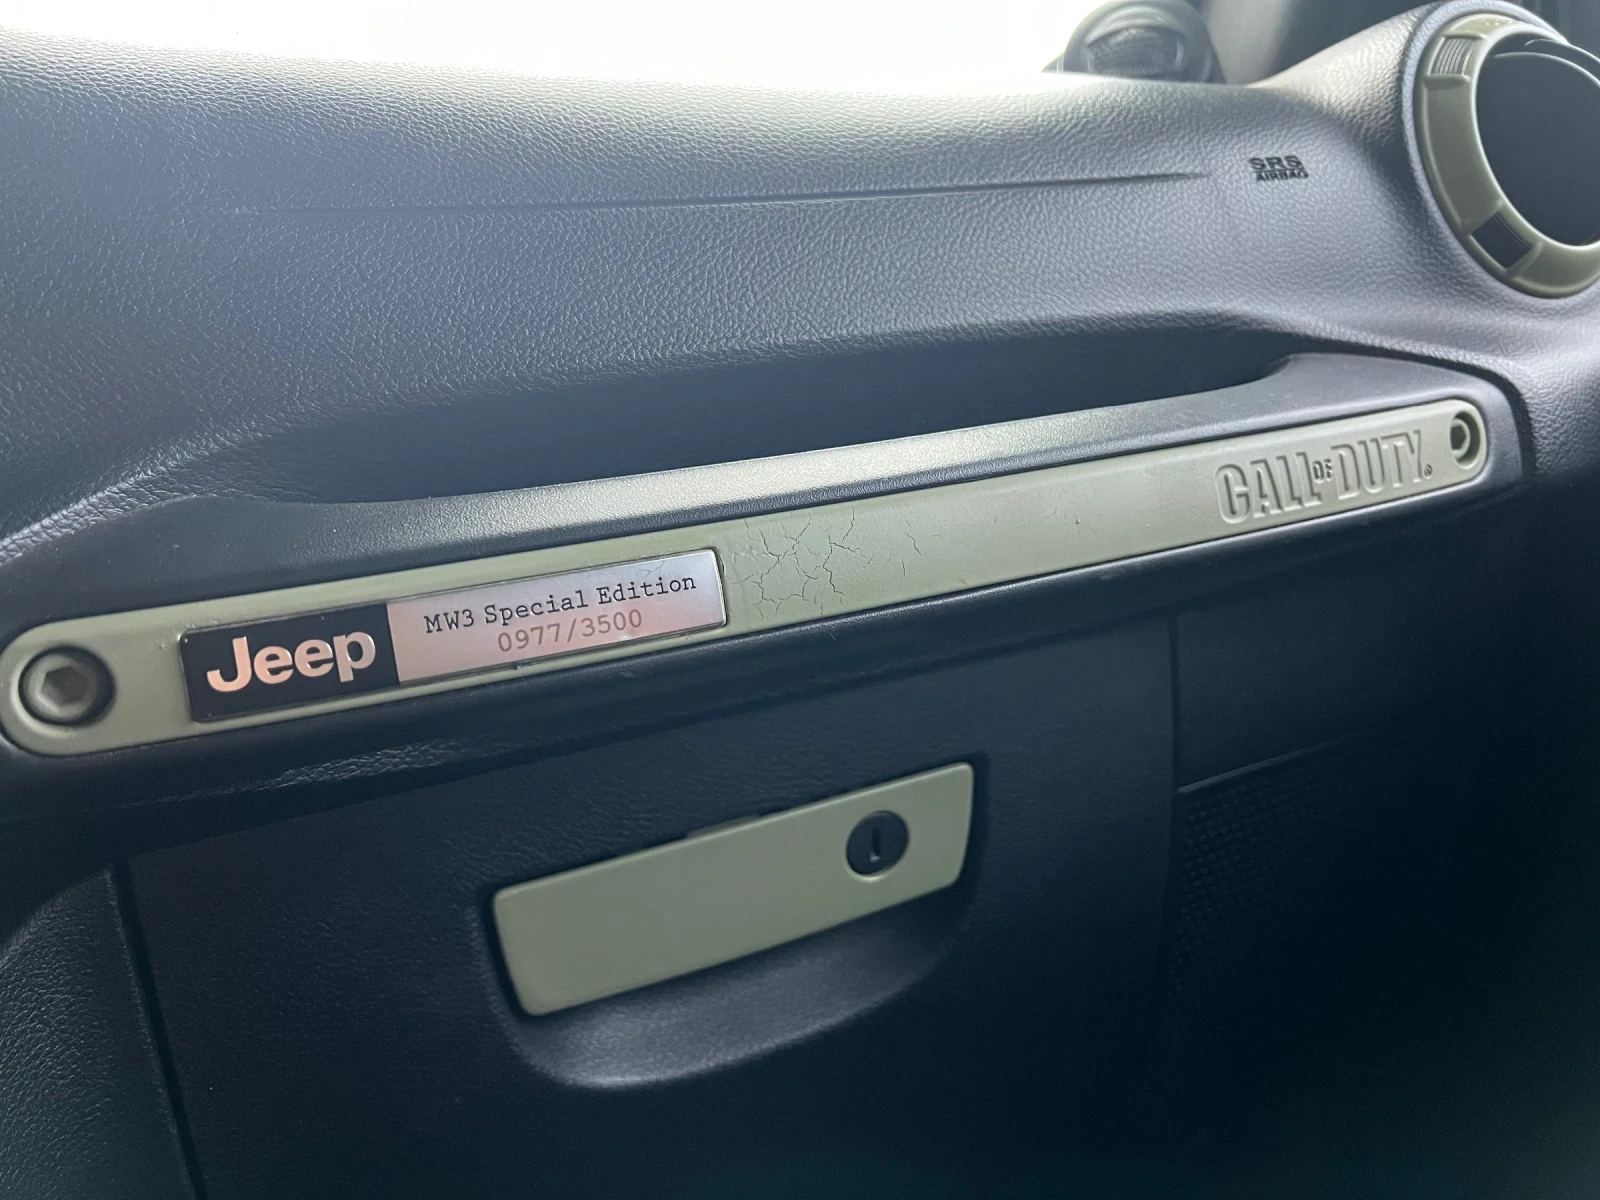 SRS
AIRBAG
CALL OF DUTY®
Jeep
MW3 Special Edition
0977/3500